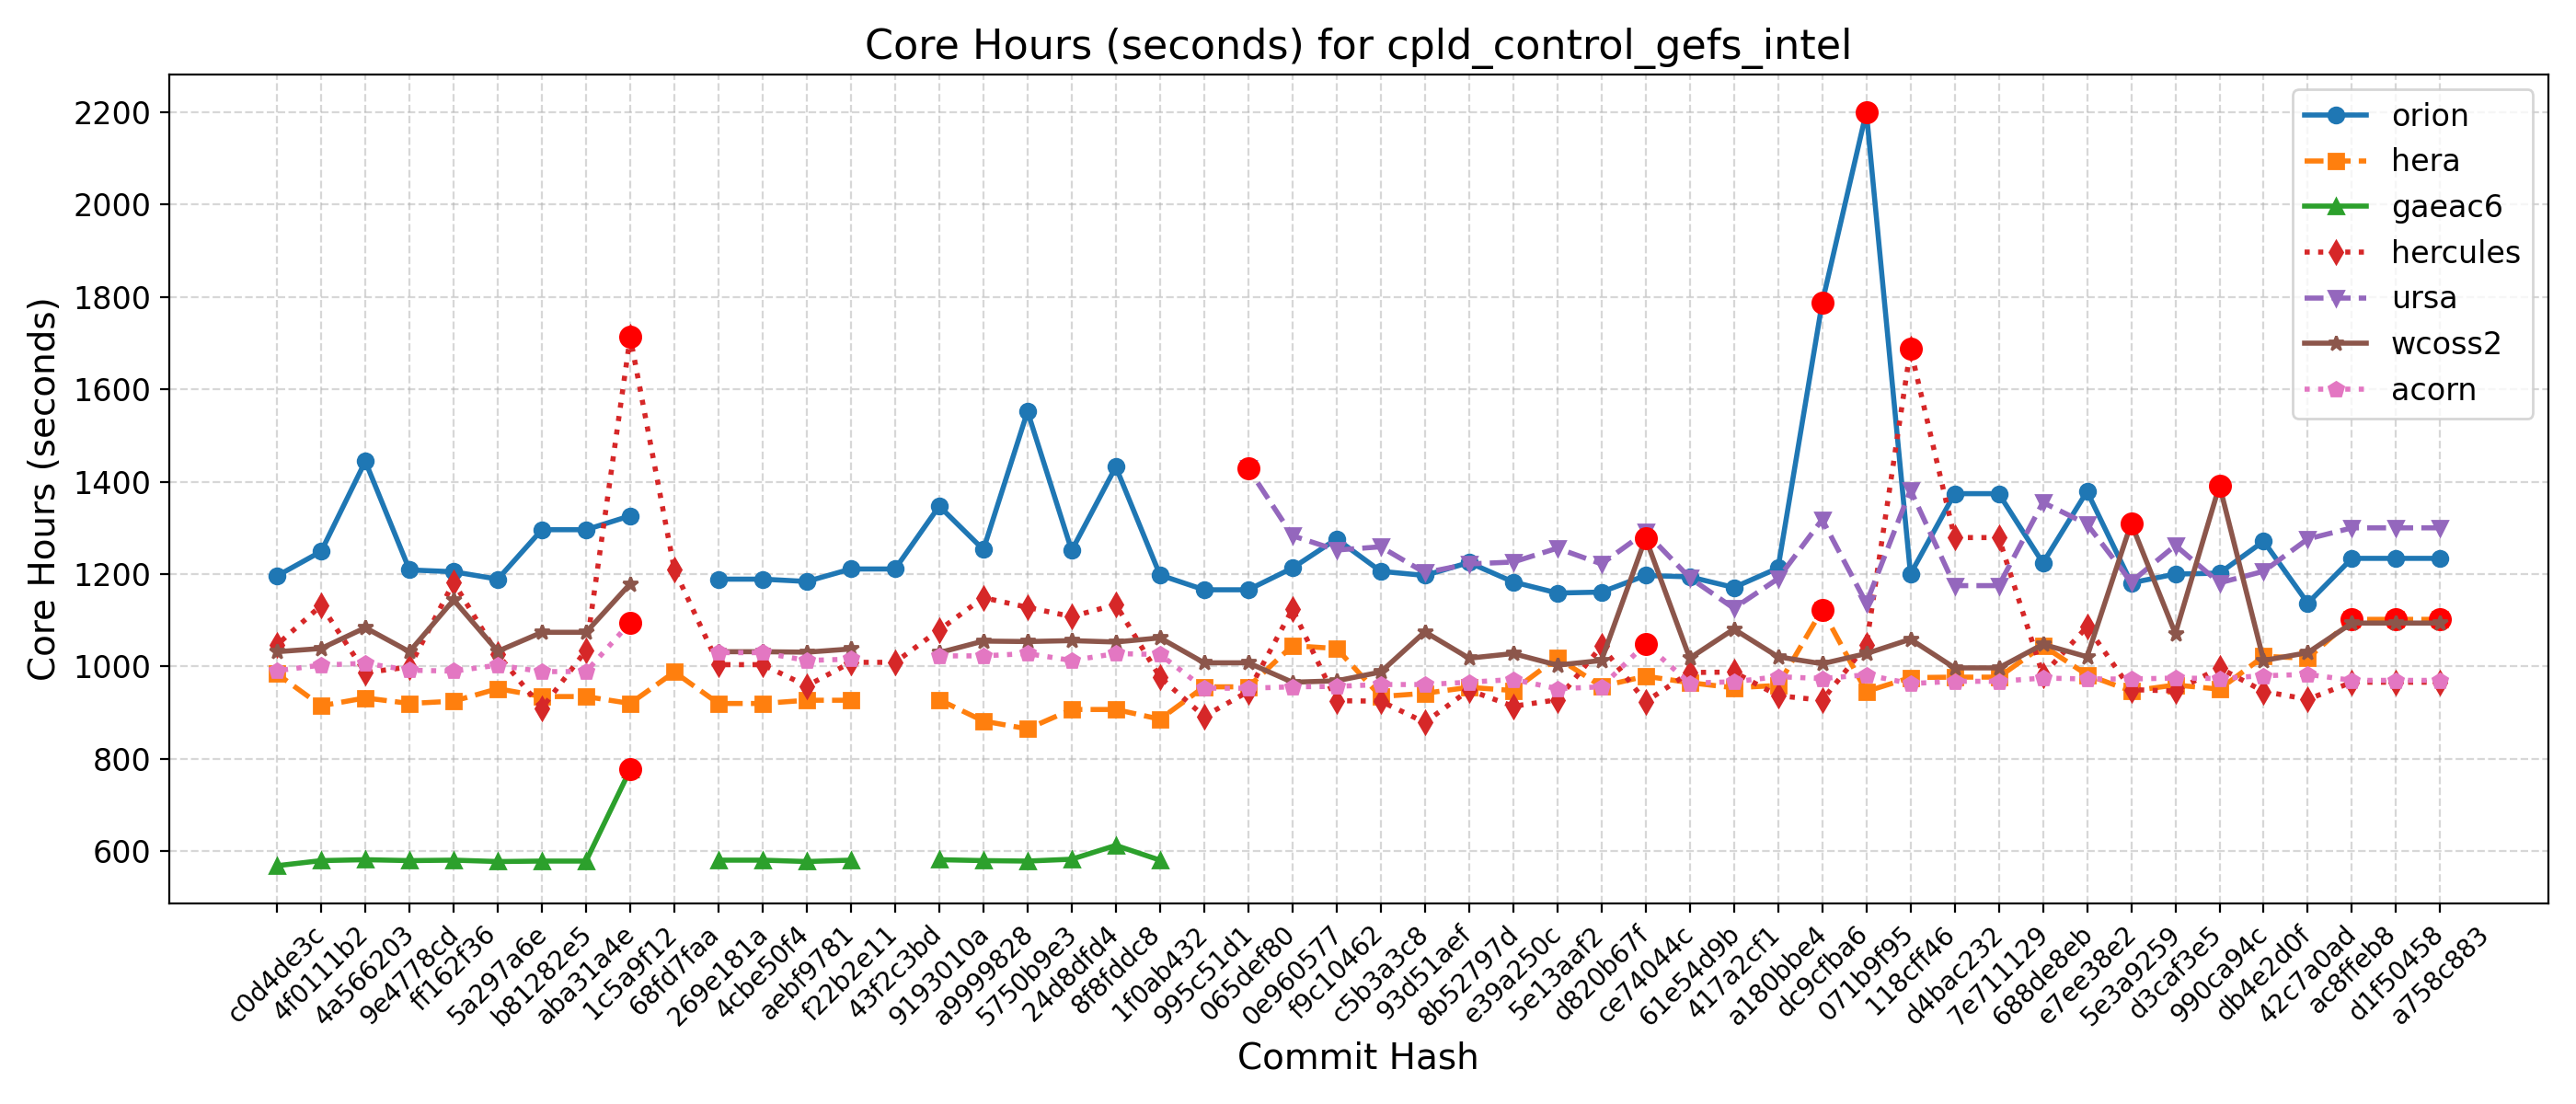 Core Hours (seconds) for cpld_control_gefs_intel
Core Hours (seconds)
2200
2000
1800
1600
1400
1200
1000
800
600
orion
hera
gaeac6
hercules
ursa
wcoss2
acorn
c0d4de3c
4f0111b2
4a566203
9e4778cd
ff162f36
5a297a6e
b81282e5
aba31a4e
1c5a9f12
68fd7faa
269e181a
4cbe50f4
aebf9781
f22b2e11
43f2c3bd
9193010a
a9999828
5750b9e3
24d8dfd4
8f8fddc8
1f0ab432
995c51d1
065def80
0e960577
f9c10462
c5b3a3c8
93d51aef
8b52797d
e39a250c
5e13aaf2
d820b67f
ce74044c
61e54d9b
417a2cf1
a180bbe4
dc9cfba6
071b9f95
118cff46
d4bac232
7e711129
688de8eb
e7ee38e2
5e3a9259
d3caf3e5
990ca94c
db4e2d0f
42c7a0ad
ac8ffeb8
d1f50458
a758c883
Commit Hash